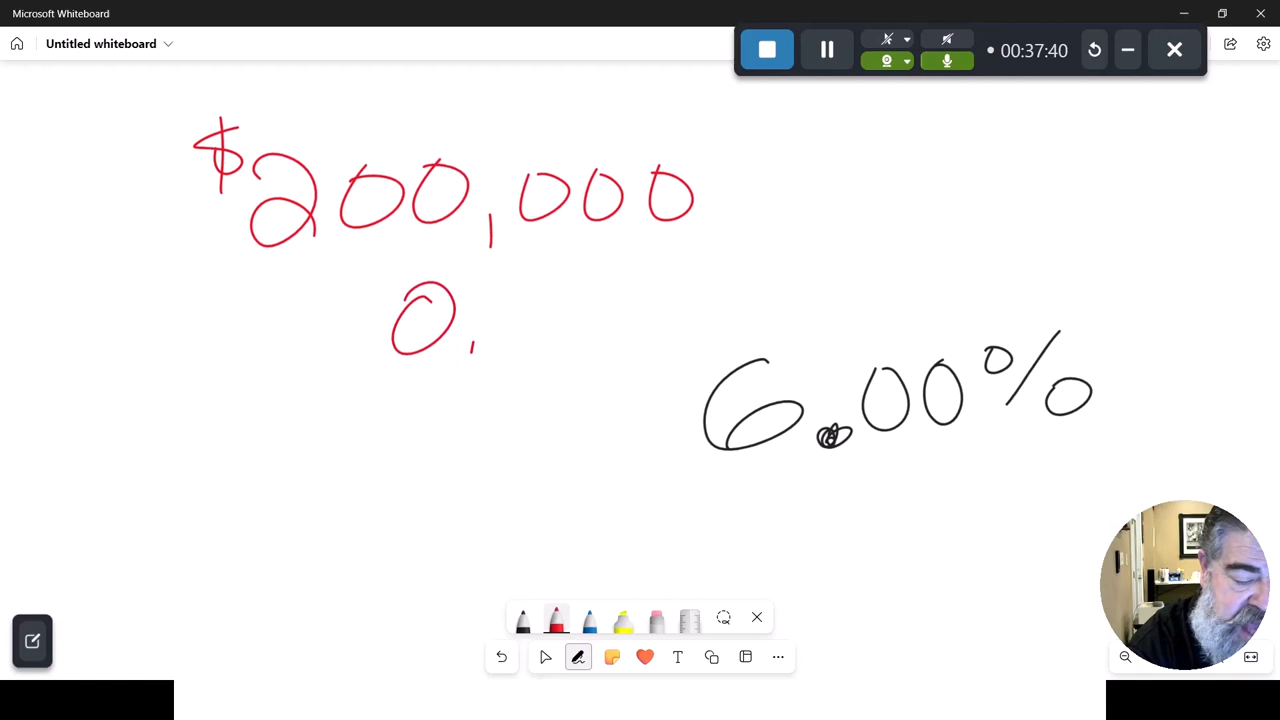 Microsoft Whiteboard
Untitled whiteboard
00:37:40
$200,000
0.
6.00%
T